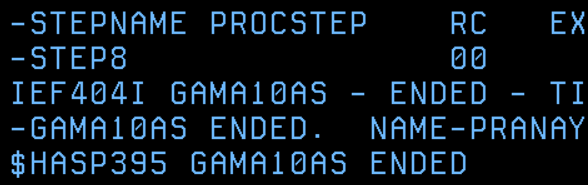 -STEPNAME PROCSTEP    RC   EX
-STEP8                00
IEF404I GAMA10AS - ENDED - TI
-GAMA10AS ENDED.  NAME-PRANAY
$HASP395 GAMA10AS ENDED